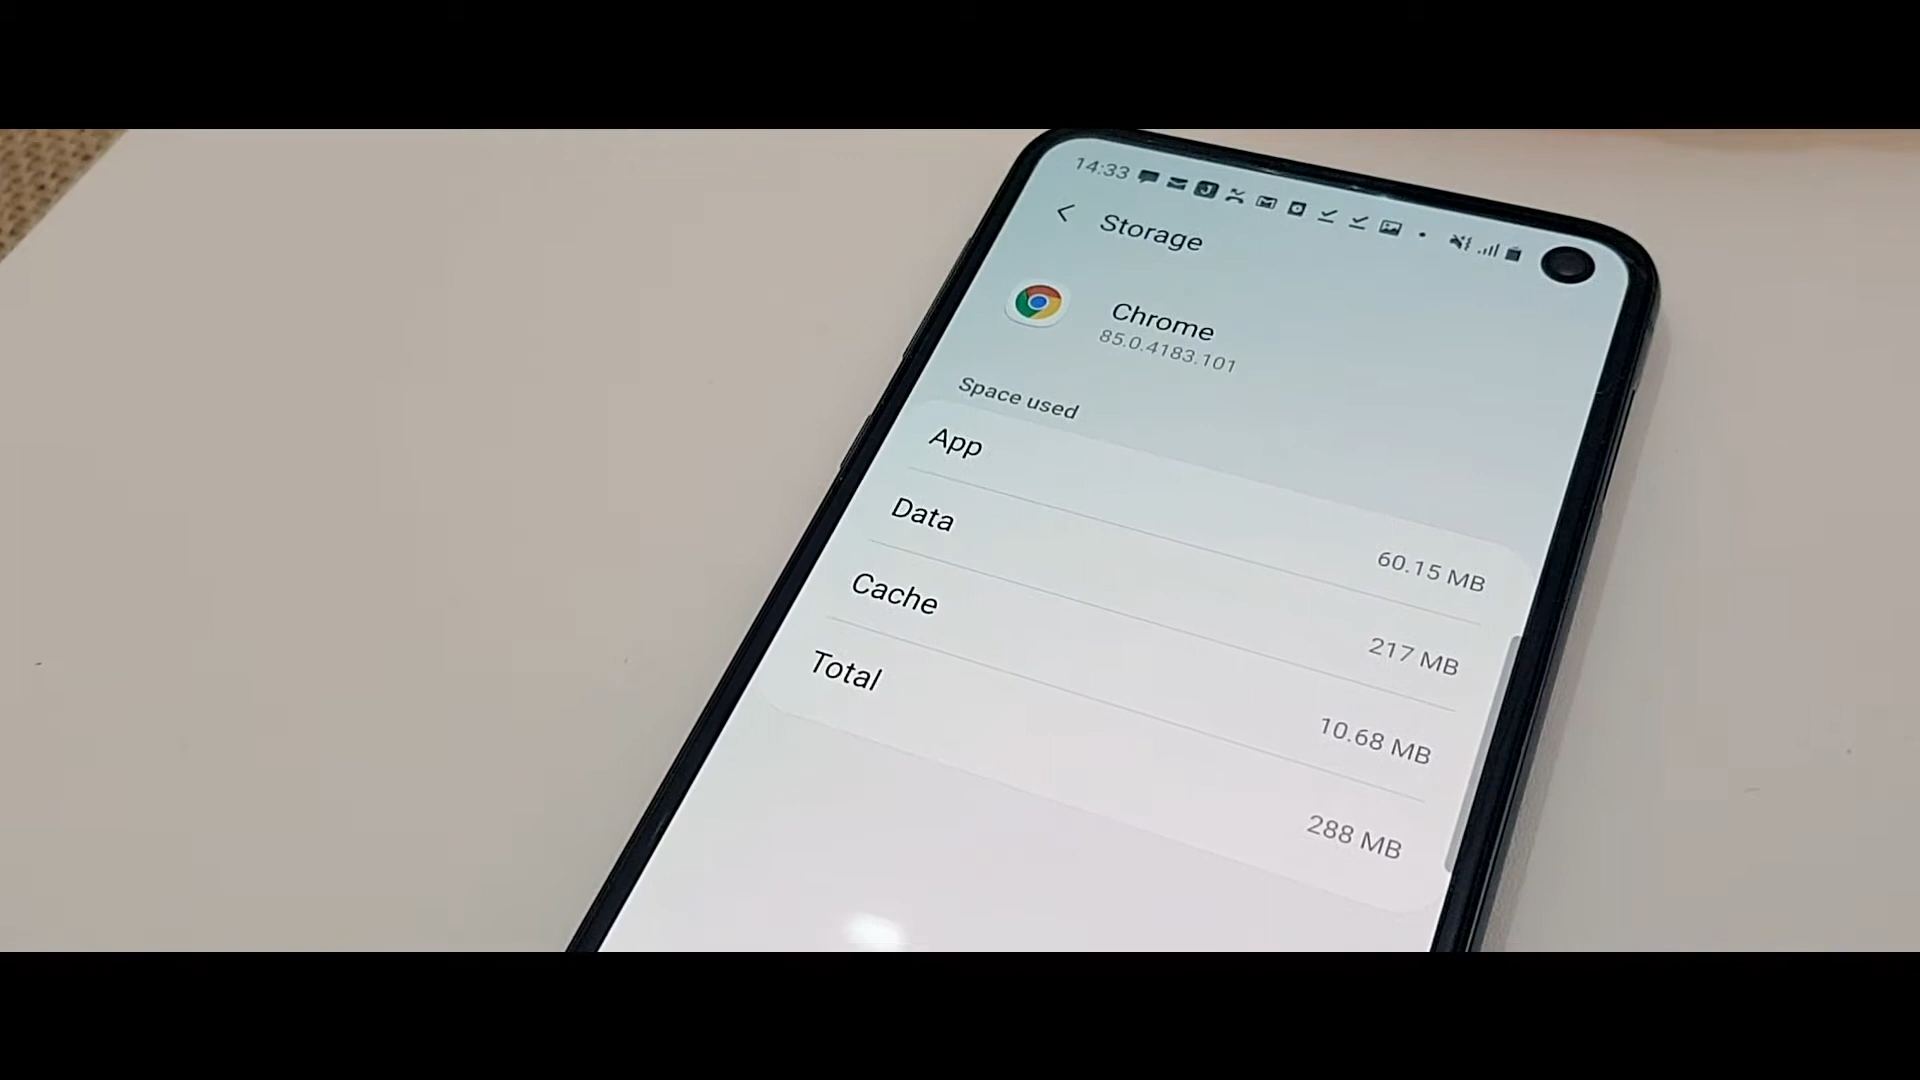 14:33
Storage
Chrome
85.0.4183.101
Space used
App
60.15 MB
Data
217 MB
Cache
10.68 MB
Total
288 MB